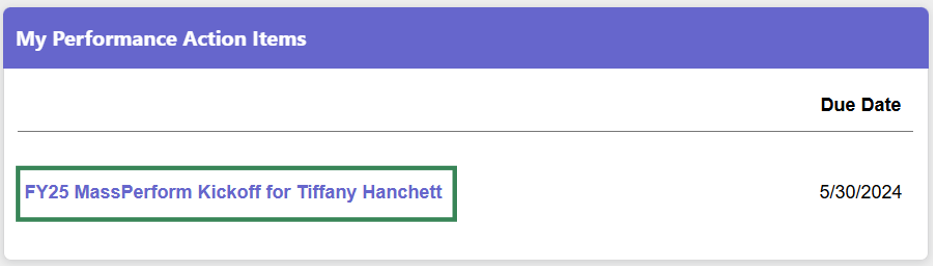 My Performance Action Items
Due Date
FY25 MassPerform Kickoff for Tiffany Hanchett 5/30/2024